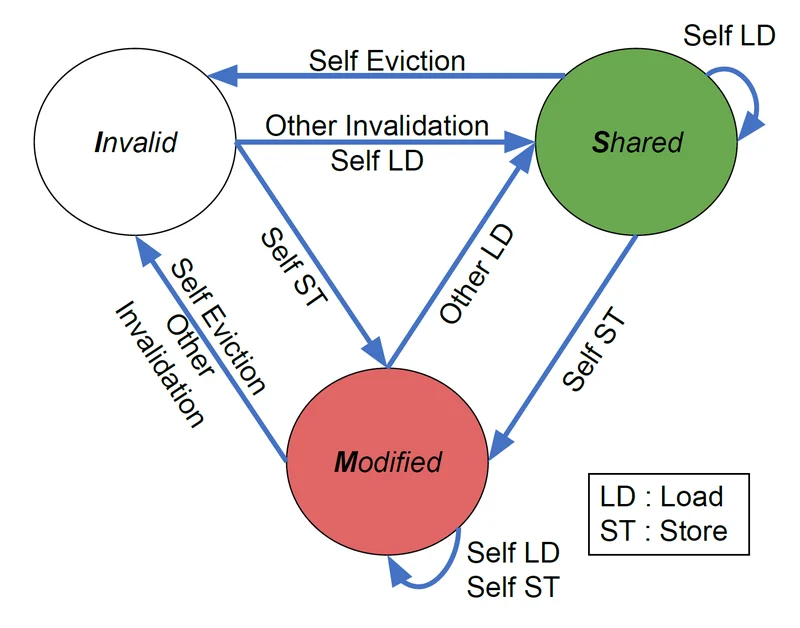 Self LD
Self Eviction
Invalid
Other Invalidation
Self LD
Shared
Self ST
Other LD
Self ST
Self Eviction
Other
Invalidation
Modified
LD : Load
ST : Store
Self LD
Self ST